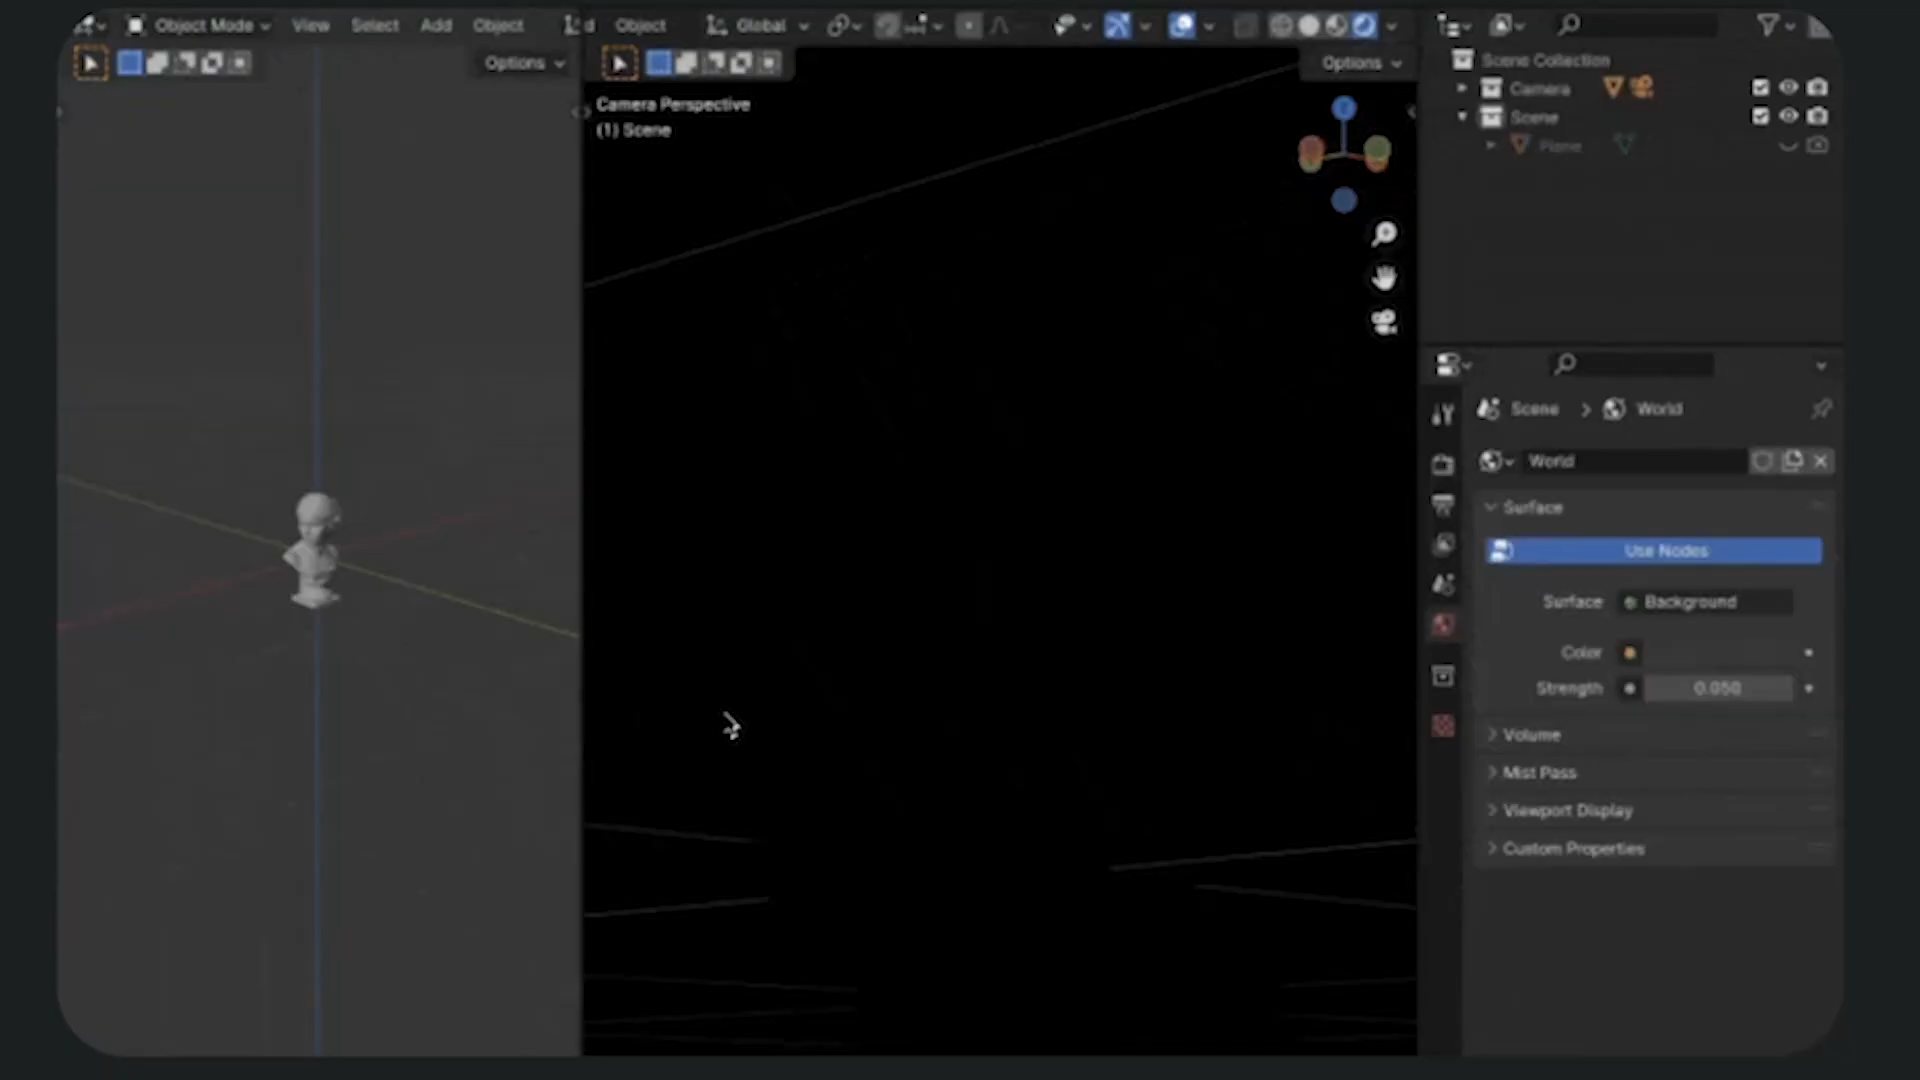 Object Mode View Select Add Object
Object Global
Options
Options
Camera Perspective
(1) Scene
Scene Collection
Camera
Scene
Plane
Scene > World
World
Surface
Use Nodes
Surface Background
Color
Strength 0.050
Volume
Mist Pass
Viewport Display
Custom Properties